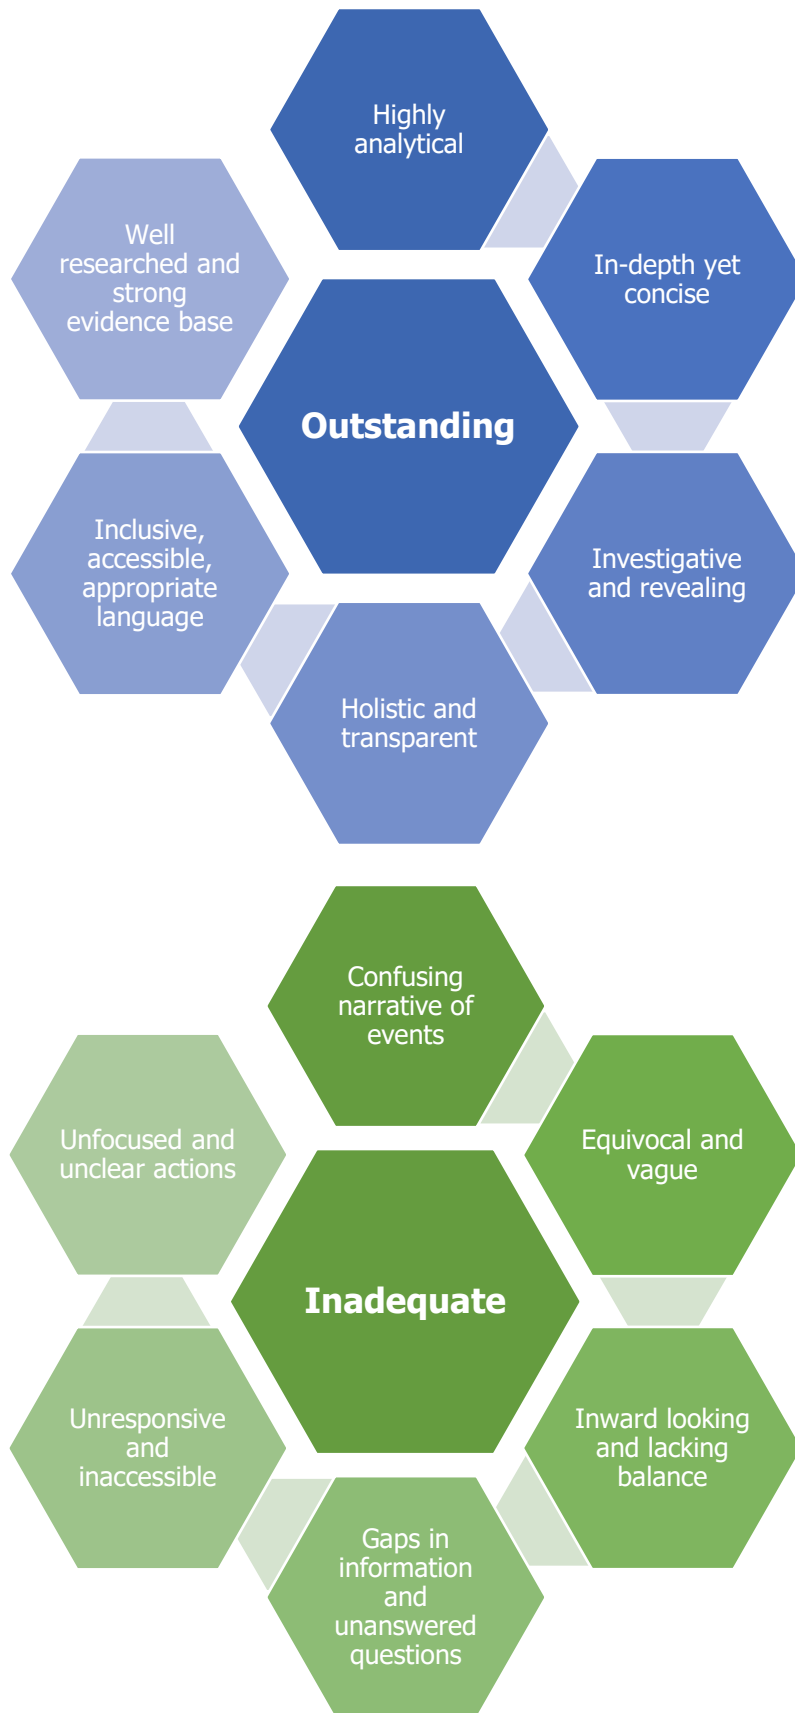 Highly
analytical
In-depth yet
concise
Investigative
and revealing
Holistic and
transparent
Inclusive,
accessible,
appropriate
language
Well
researched and
strong
evidence base
Outstanding
Confusing
narrative of
events
Equivocal and
vague
Inward looking
and lacking
balance
Gaps in
information
and
unanswered
questions
Unresponsive
and
inaccessible
Unfocused and
unclear actions
Inadequate